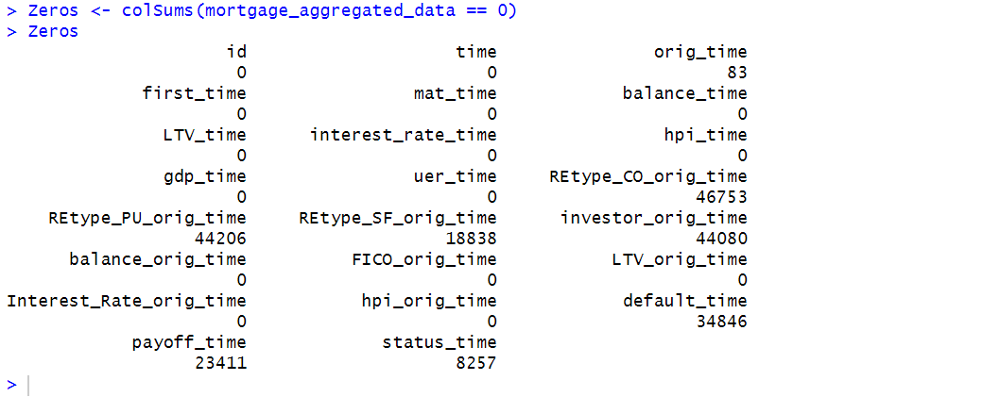 > Zeros <- colSums(mortgage_aggregated_data == 0)
> Zeros
id time orig_time
0 0 83
first_time mat_time balance_time
0 0 0
LTV_time interest_rate_time hpi_time
0 0 0
gdp_time uer_time REtype_CO_orig_time
0 0 46753
REtype_PU_orig_time REtype_SF_orig_time investor_orig_time
44206 18838 44080
balance_orig_time FICO_orig_time LTV_orig_time
0 0 0
Interest_Rate_orig_time hpi_orig_time default_time
0 0 34846
payoff_time status_time
23411 8257
>